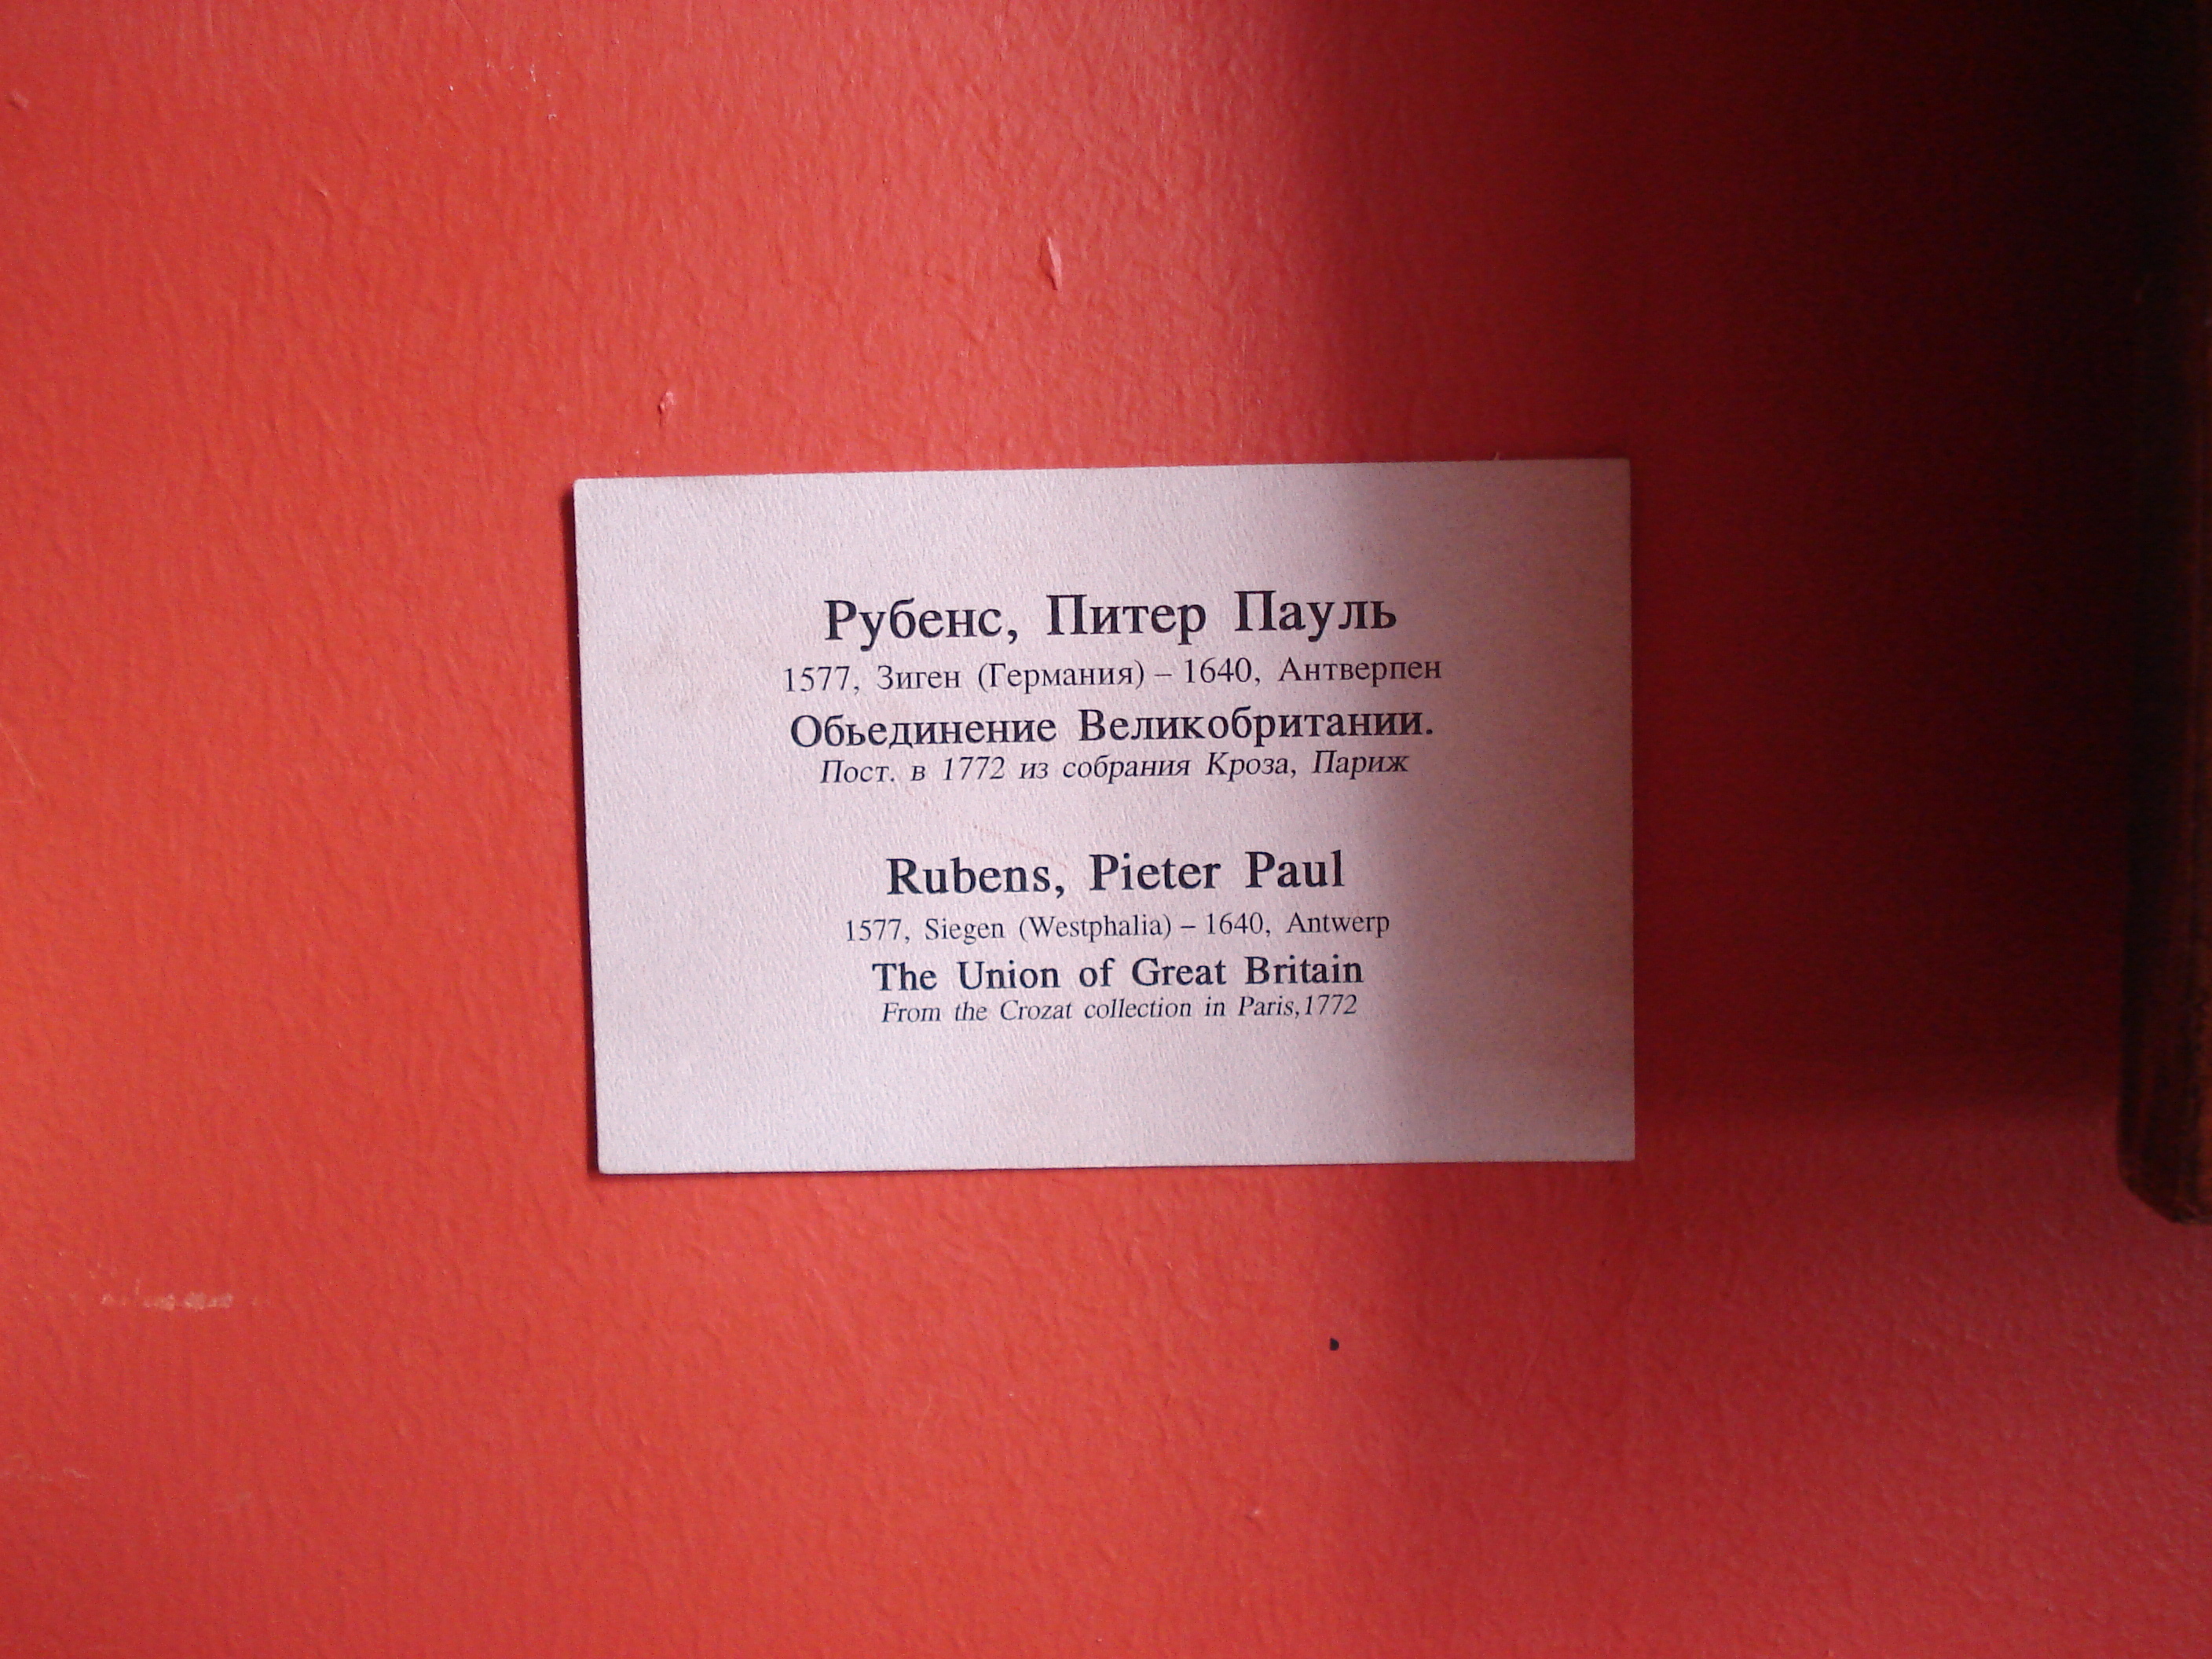 Рубенс, Питер Пауль
1577, Зиген (Германия) – 1640, Антверпен
Обьединение Великобритании.
Пост. в 1772 из собрания Кроза, Париж
Rubens, Pieter Paul
1577, Siegen (Westphalia) – 1640, Antwerp
The Union of Great Britain
From the Crozat collection in Paris,1772